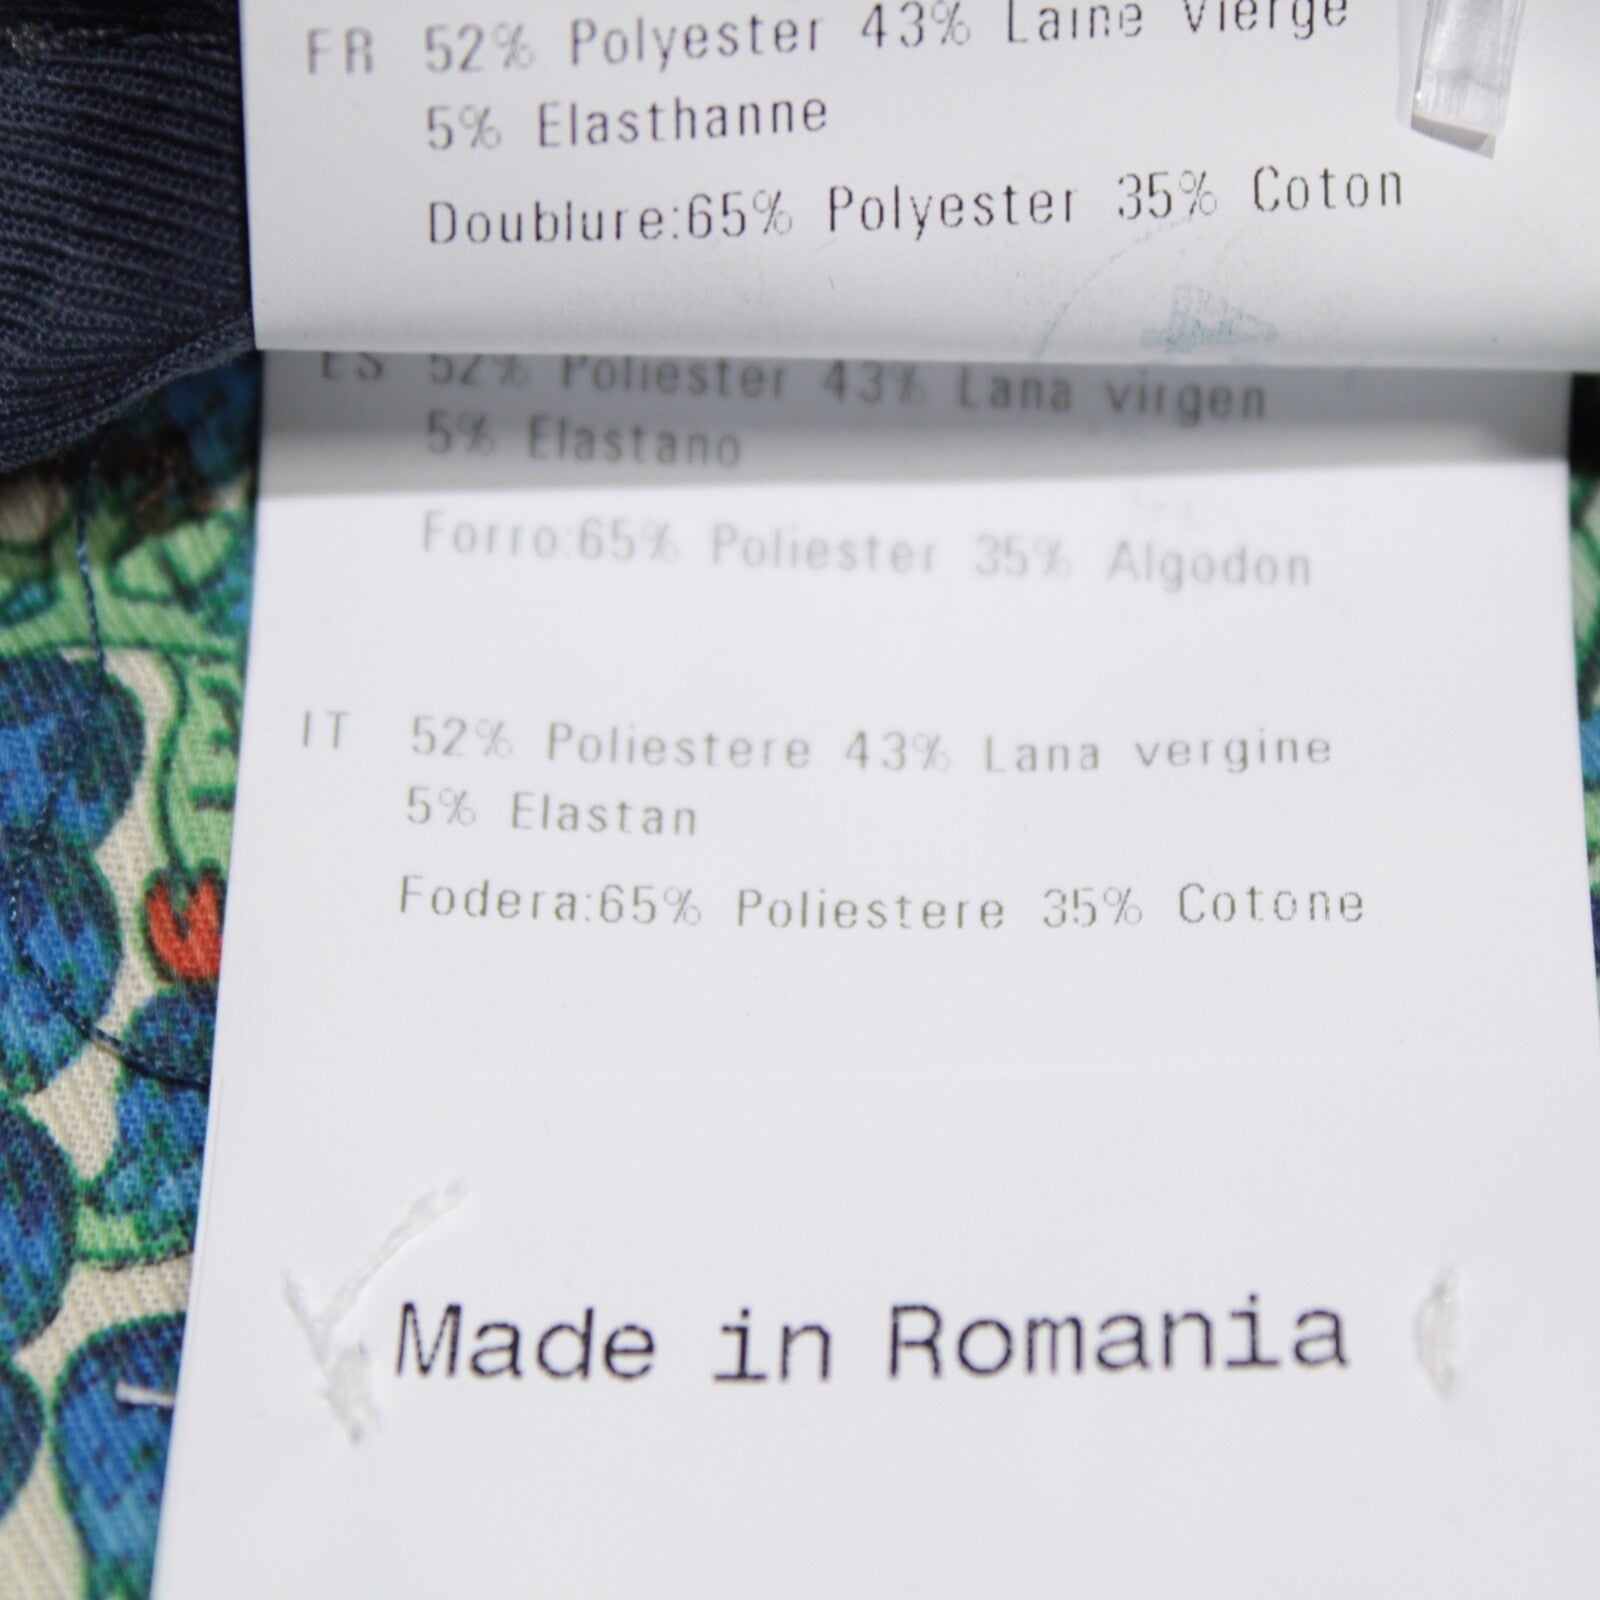 FR 52% Polyester 43% Laine Vierge
5% Elasthanne
Doublure:65% Polyester 35% Coton
ES 52% Poliester 43% Lana virgen
5% Elastano
Forro:65% Poliester 35% Algodon
IT 52% Poliestere 43% Lana vergine
5% Elastan
Fodera:65% Poliestere 35% Cotone
Made in Romania